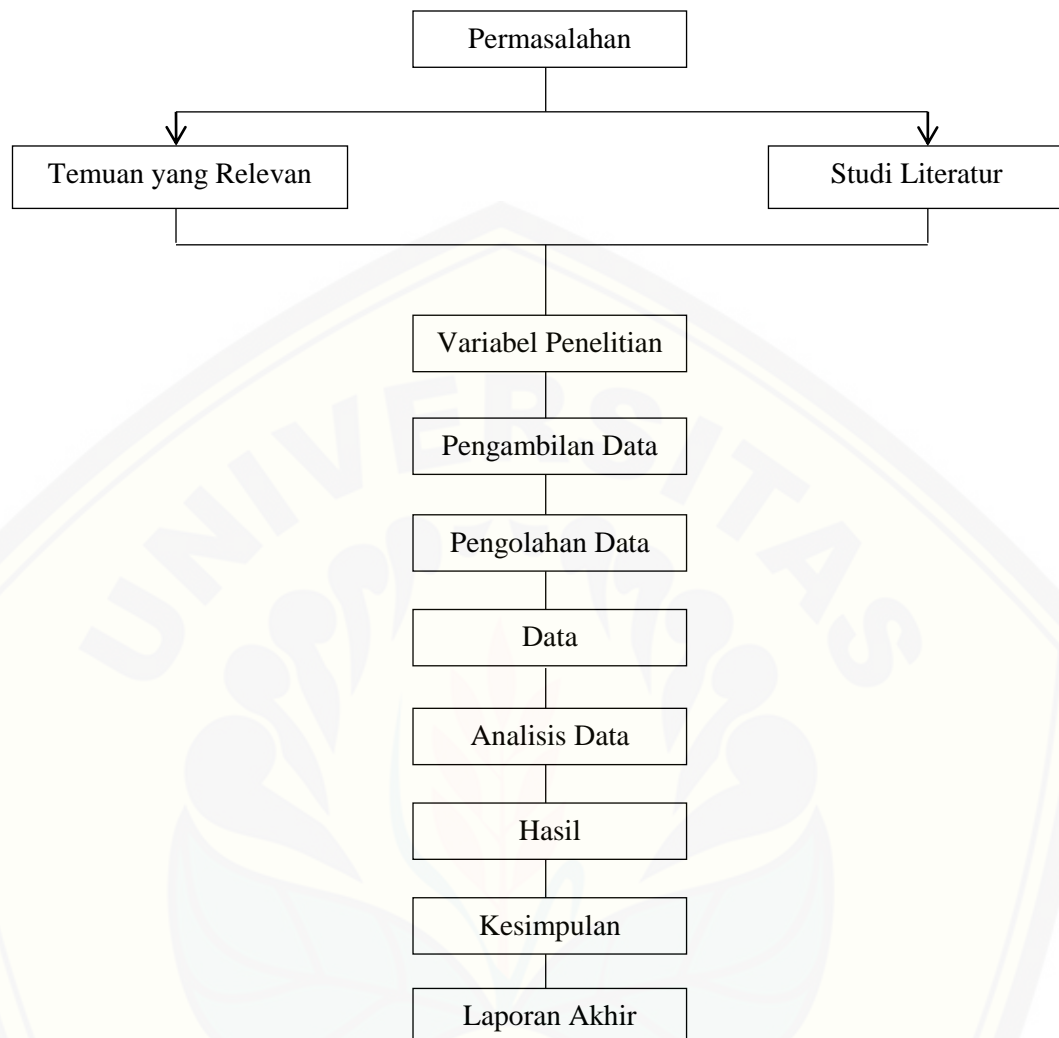 Permasalahan
Temuan yang Relevan
Studi Literatur
Variabel Penelitian
Pengambilan Data
Pengolahan Data
Data
Analisis Data
Hasil
Kesimpulan
Laporan Akhir
UNIVERSITAS